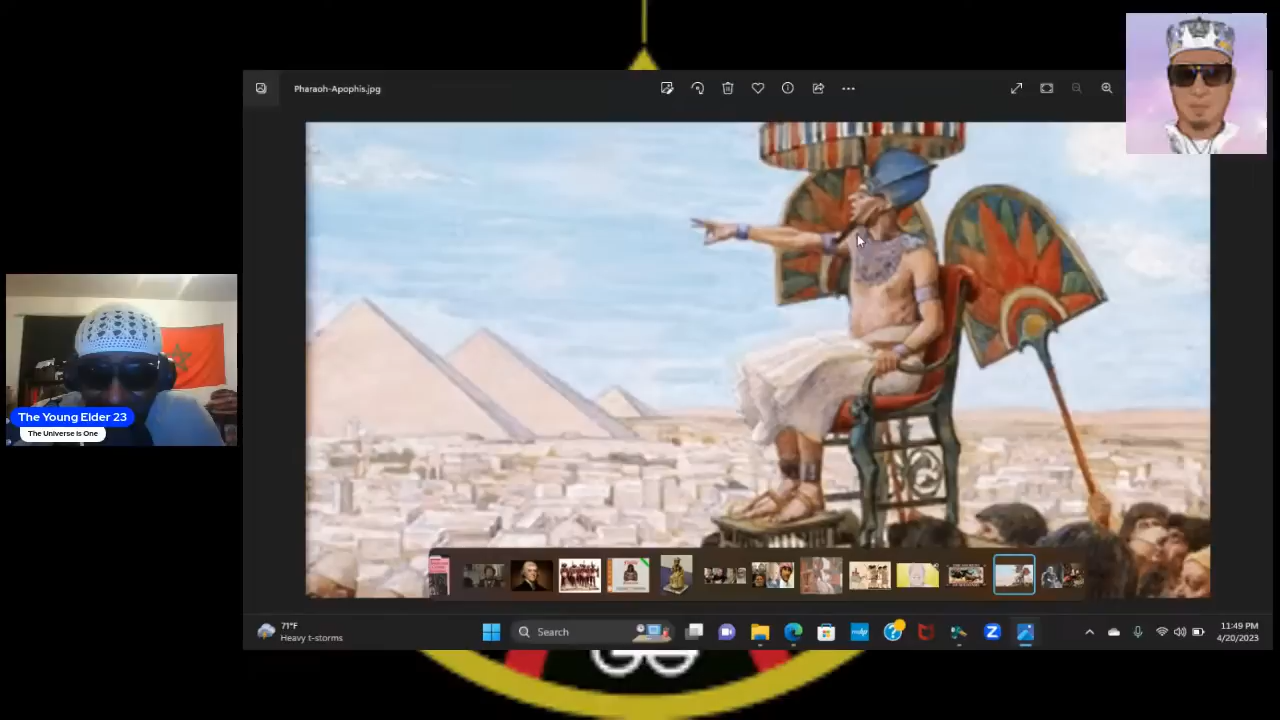 Pharaoh-Apophis.jpg
The Young Elder 23
The Universe is One
71°F
Heavy t-storms
Search
11:49 PM
4/20/2023